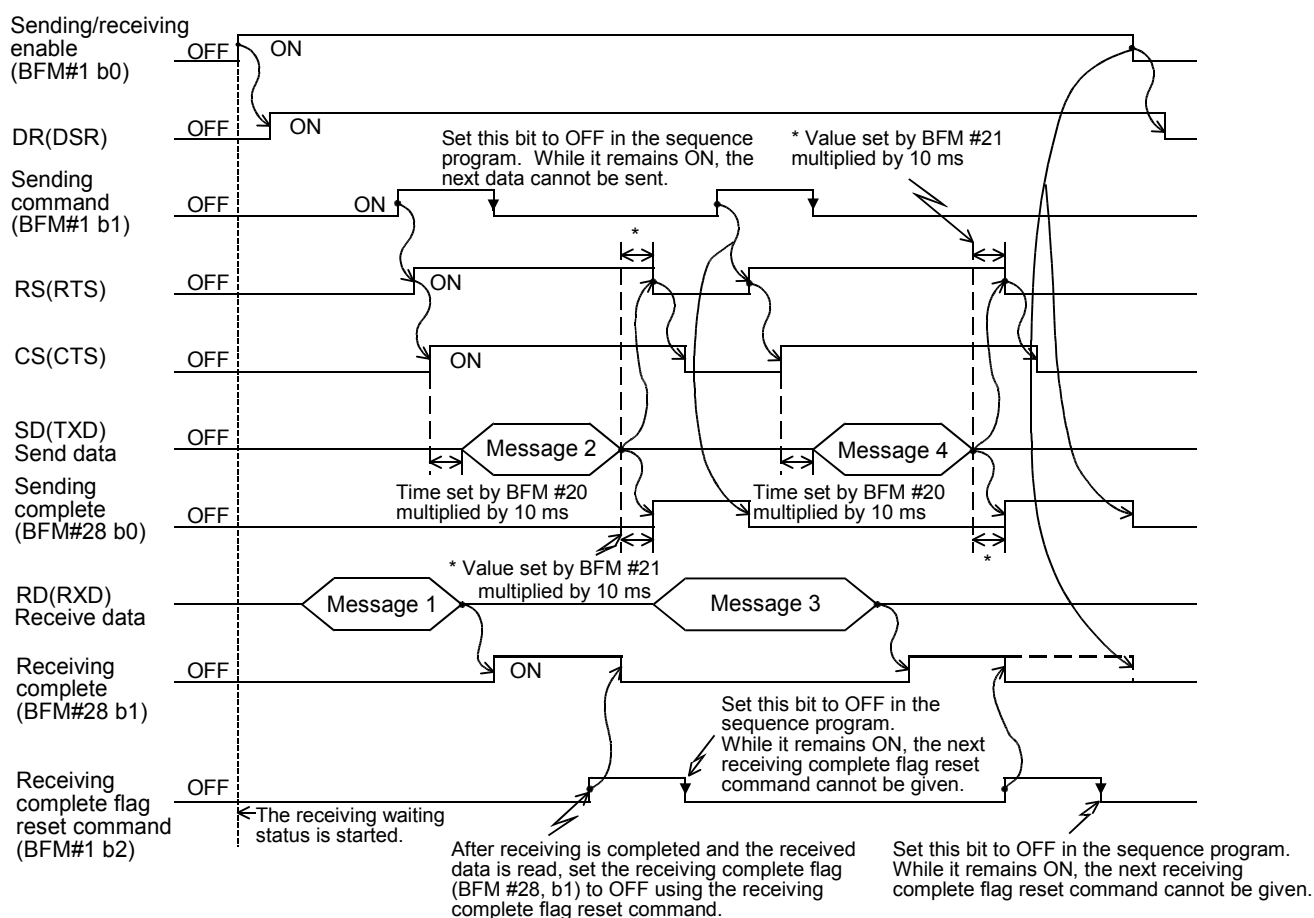 Sending/receiving
enable
(BFM#1 b0)
OFF
ON
DR(DSR)
OFF
ON
Set this bit to OFF in the sequence
program. While it remains ON, the
next data cannot be sent.
* Value set by BFM #21
multiplied by 10 ms
Sending
command
(BFM#1 b1)
OFF
ON
*
RS(RTS)
OFF
ON
CS(CTS)
OFF
ON
SD(TXD)
Send data
OFF
Message 2
Message 4
Sending
complete
(BFM#28 b0)
OFF
Time set by BFM #20
multiplied by 10 ms
Time set by BFM #20
multiplied by 10 ms
*
* Value set by BFM #21
multiplied by 10 ms
RD(RXD)
Receive data
Message 1
Message 3
Receiving
complete
(BFM#28 b1)
OFF
ON
Set this bit to OFF in the
sequence program.
While it remains ON, the next
receiving complete flag reset
command cannot be given.
Receiving
complete flag
reset command
(BFM#1 b2)
OFF
The receiving waiting
status is started.
After receiving is completed and the received
data is read, set the receiving complete flag
(BFM #28, b1) to OFF using the receiving
complete flag reset command.
Set this bit to OFF in the sequence program.
While it remains ON, the next receiving
complete flag reset command cannot be given.